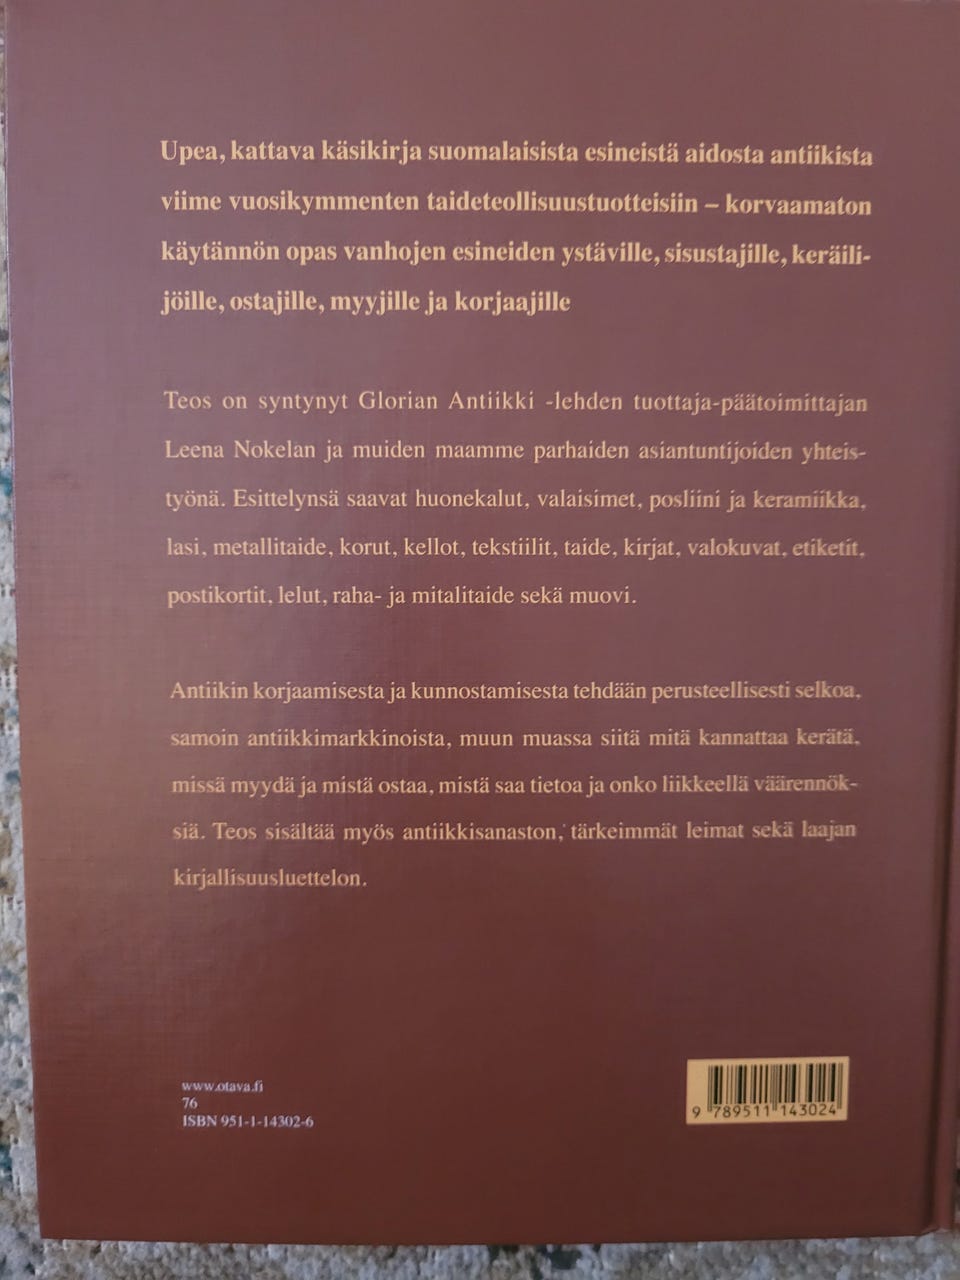 Upea, kattava käsikirja suomalaisista esineistä aidosta antiikista
viime vuosikymmenten taideteollisuustuotteisiin – korvaamaton
käytännön opas vanhojen esineiden ystäville, sisustajille, keräili-
jöille, ostajille, myyjille ja korjaajille
Teos on syntynyt Glorian Antiikki -lehden tuottaja-päätoimittajan
Leena Nokelan ja muiden maamme parhaiden asiantuntijoiden yhteis-
työnä. Esittelynsä saavat huonekalut, valaisimet, posliini ja keramiikka,
lasi, metallitaide, korut, kellot, tekstiilit, taide, kirjat, valokuvat, etiketit,
postikortit, lelut, raha- ja mitalitaide sekä muovi.
Antiikin korjaamisesta ja kunnostamisesta tehdään perusteellisesti selkoa,
samoin antiikkimarkkinoista, muun muassa siitä mitä kannattaa kerätä,
missä myydä ja mistä ostaa, mistä saa tietoa ja onko liikkeellä väärennök-
siä. Teos sisältää myös antiikkisanaston, tärkeimmät leimat sekä laajan
kirjallisuusluettelon.
www.otava.fi
76
ISBN 951-1-14302-6
9 789511 143024